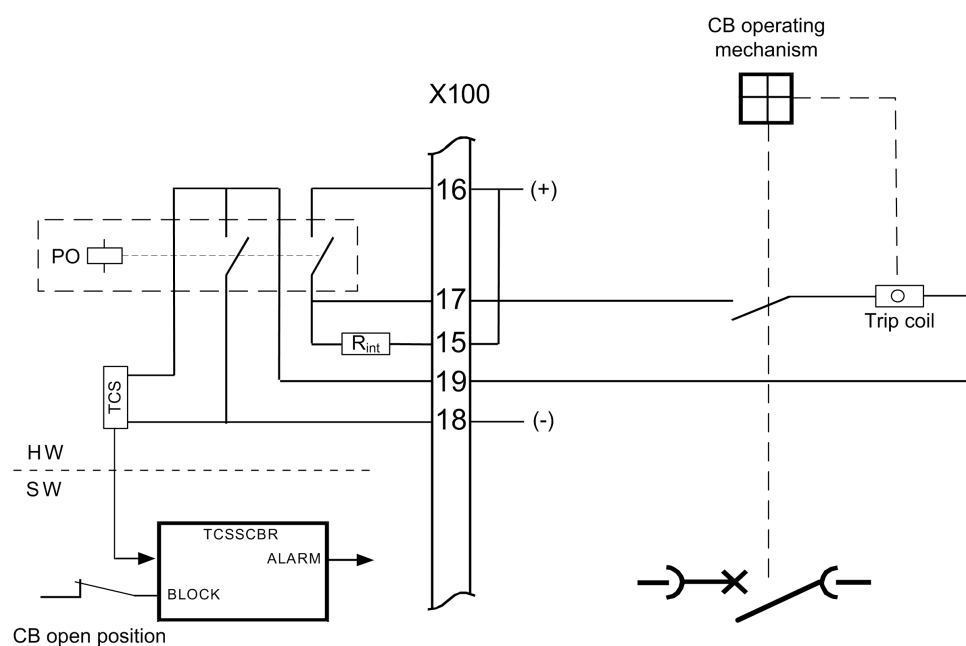 CB operating
mechanism
X100
16 (+)
PO
17
Trip coil
Rint
15
19
TCS
18 (-)
HW
SW
TCSSCBR
ALARM
BLOCK
CB open position